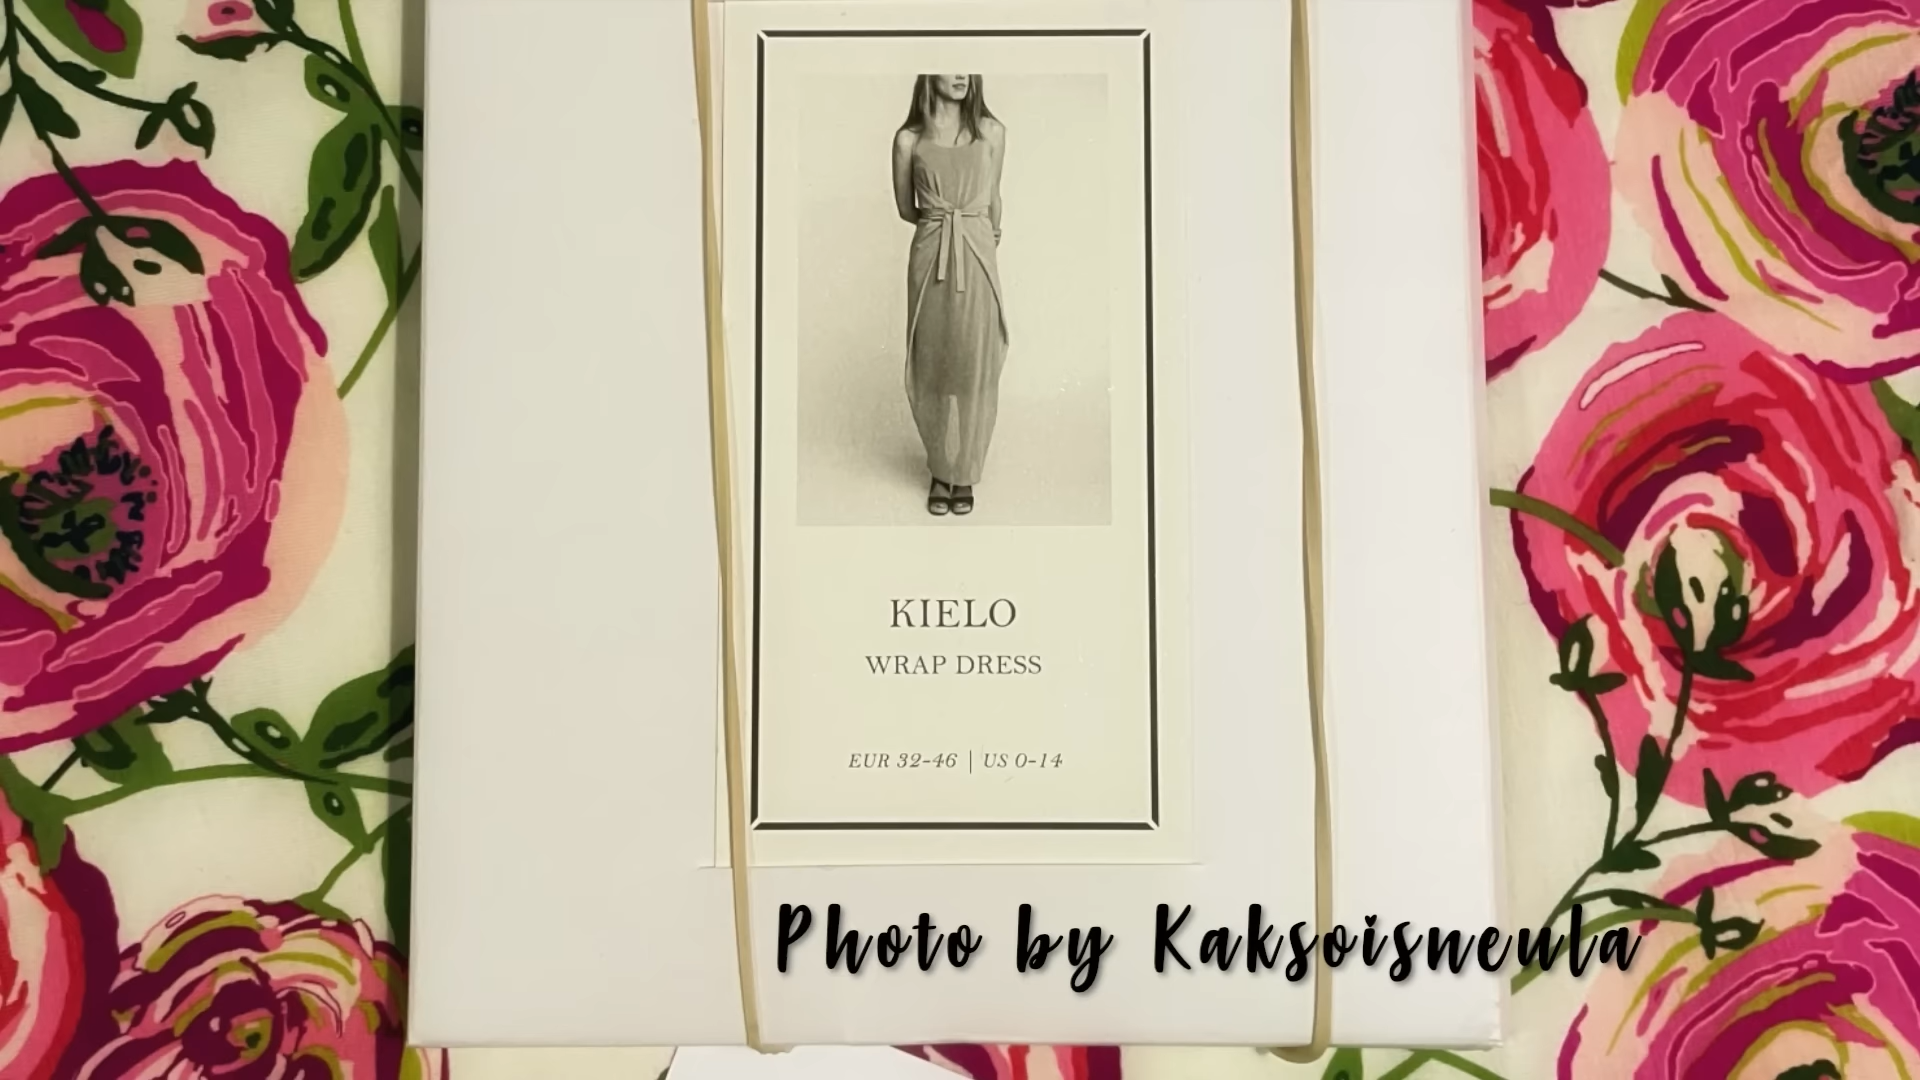 KIELO
WRAP DRESS
EUR 32-46 | US 0-14
Photo by Kaksoisneula